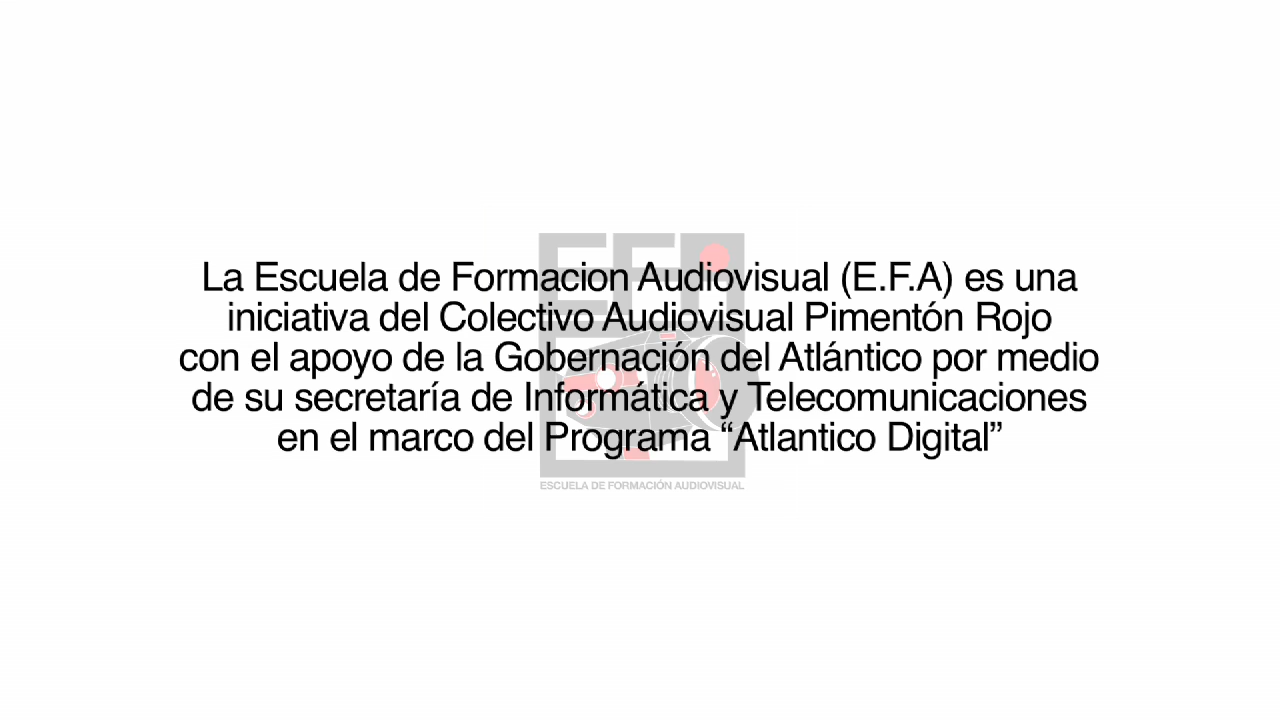 La Escuela de Formacion Audiovisual (E.F.A) es una
iniciativa del Colectivo Audiovisual Pimentón Rojo
con el apoyo de la Gobernación del Atlántico por medio
de su secretaría de Informática y Telecomunicaciones
en el marco del Programa “Atlantico Digital”
ESCUELA DE FORMACIÓN AUDIOVISUAL